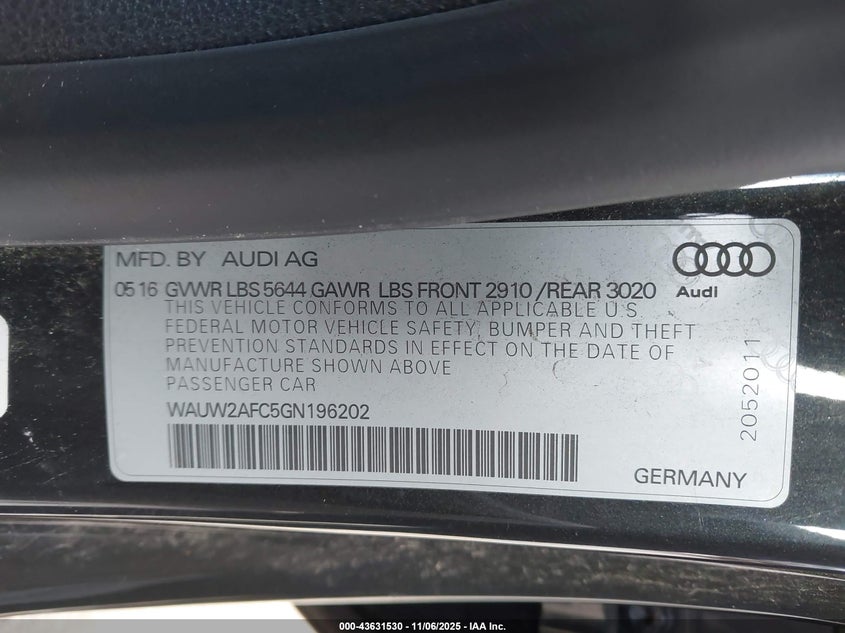 MFD. BY AUDI AG
05 16 GVWR LBS 5644 GAWR LBS FRONT 2910 /REAR 3020
Audi
THIS VEHICLE CONFORMS TO ALL APPLICABLE U.S.
FEDERAL MOTOR VEHICLE SAFETY, BUMPER AND THEFT
PREVENTION STANDARDS IN EFFECT ON THE DATE OF
MANUFACTURE SHOWN ABOVE
PASSENGER CAR
WAUW2AFC5GN196202
2052011
GERMANY
000-43631530 - 11/06/2025 - IAA Inc.